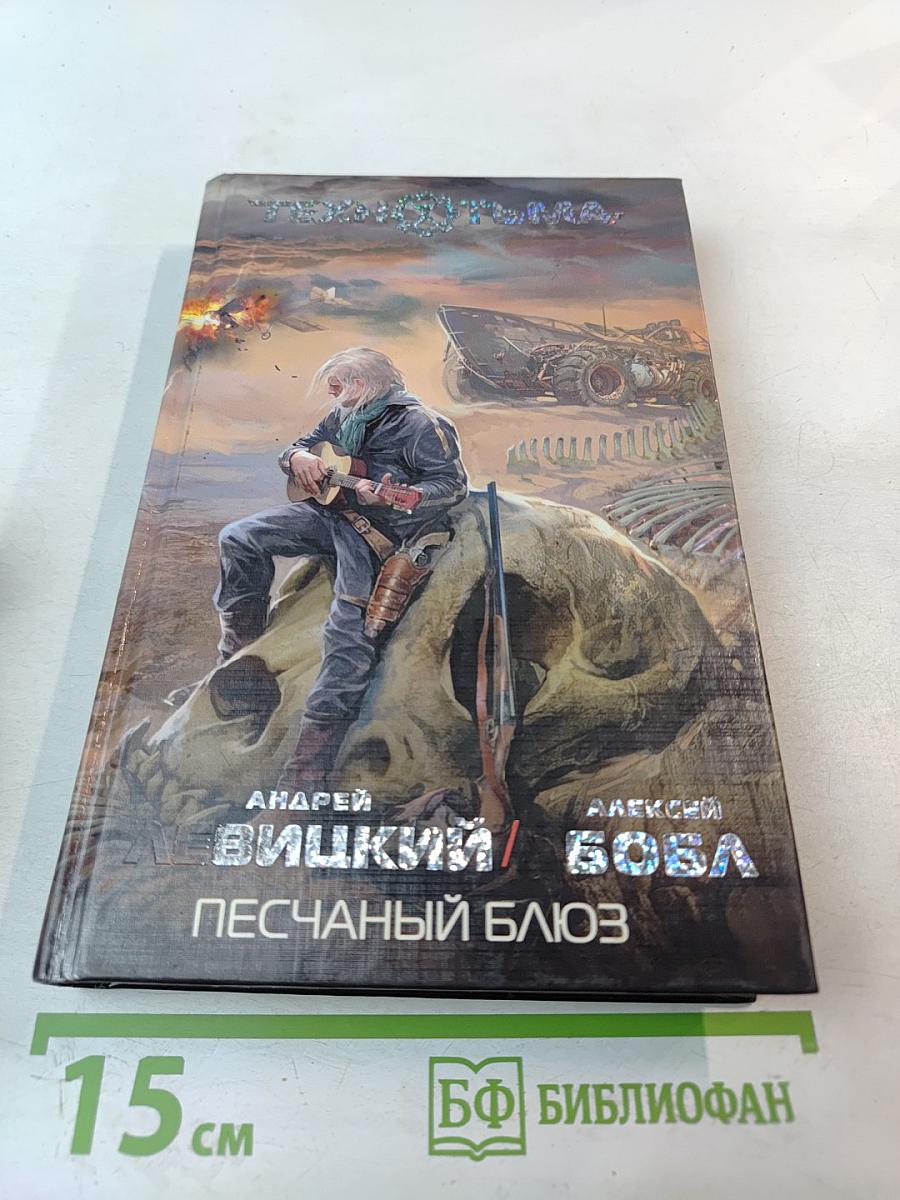 ТЕХНОТЬМА
АНДРЕЙ
ЛЕВИЦКИЙ/
АЛЕКСЕЙ
БОБЛ
ПЕСЧАНЫЙ БЛЮЗ
15 см
БФ БИБЛИОФАН